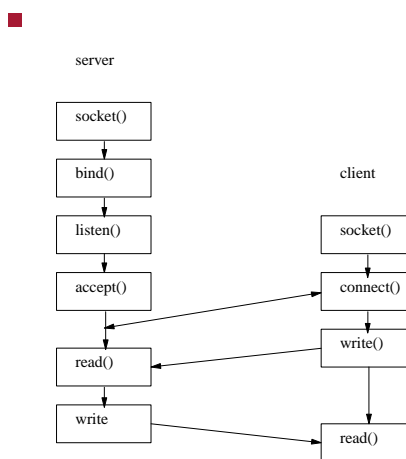 server
socket()
bind()
listen()
accept()
read()
write
client
socket()
connect()
write()
read()